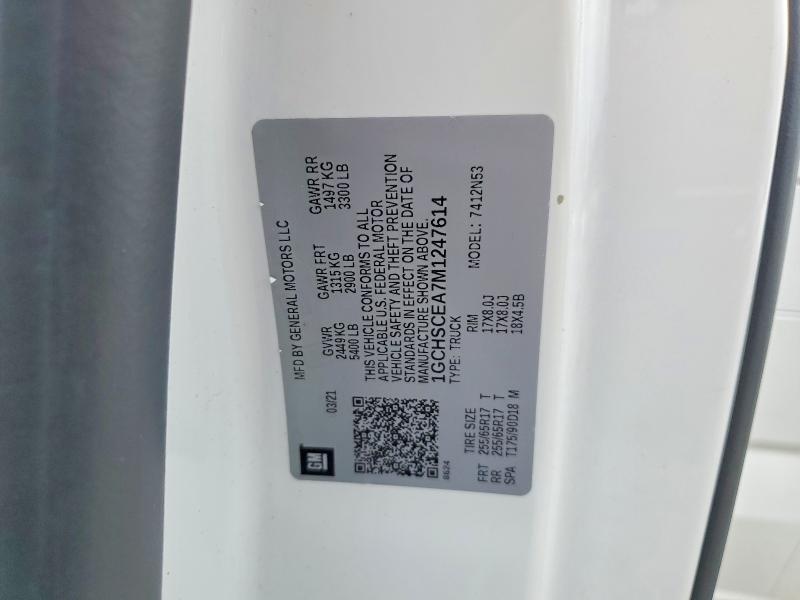 GM
MFD BY GENERAL MOTORS LLC
03/21
GVWR GAWR FRT GAWR RR
2449 KG 1315 KG 1497 KG
5400 LB 2900 LB 3300 LB
THIS VEHICLE CONFORMS TO ALL
APPLICABLE U.S. FEDERAL MOTOR
VEHICLE SAFETY AND THEFT PREVENTION
STANDARDS IN EFFECT ON THE DATE OF
MANUFACTURE SHOWN ABOVE.
1GCHSCEA7M1247614
8624 TYPE: TRUCK MODEL: 7412N53
TIRE SIZE RIM
FRT 255/65R17 T 17X8.0J
RR 255/65R17 T 17X8.0J
SPA T175/90D18 M 18X4.5B